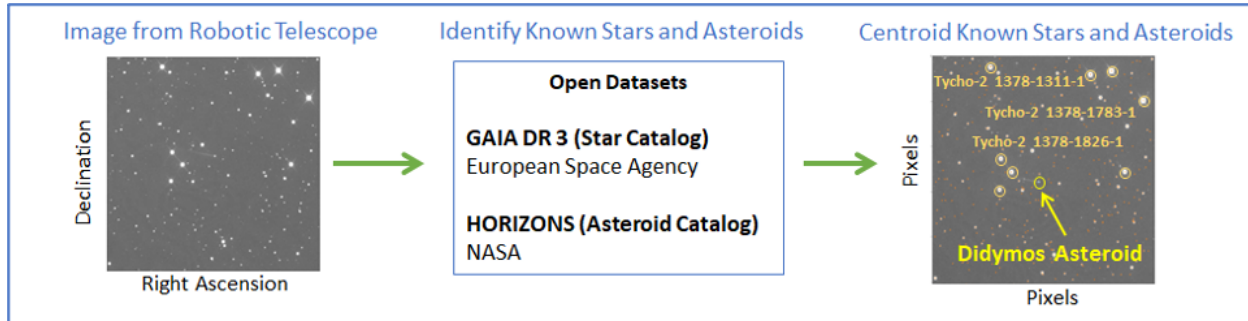 Image from Robotic Telescope
Declination
Right Ascension
Identify Known Stars and Asteroids
Open Datasets
GAIA DR 3 (Star Catalog)
European Space Agency
HORIZONS (Asteroid Catalog)
NASA
Centroid Known Stars and Asteroids
Pixels
Tycho-2 1378-1311-1
Tycho-2 1378-1783-1
Tycho-2 1378-1826-1
Didymos Asteroid
Pixels